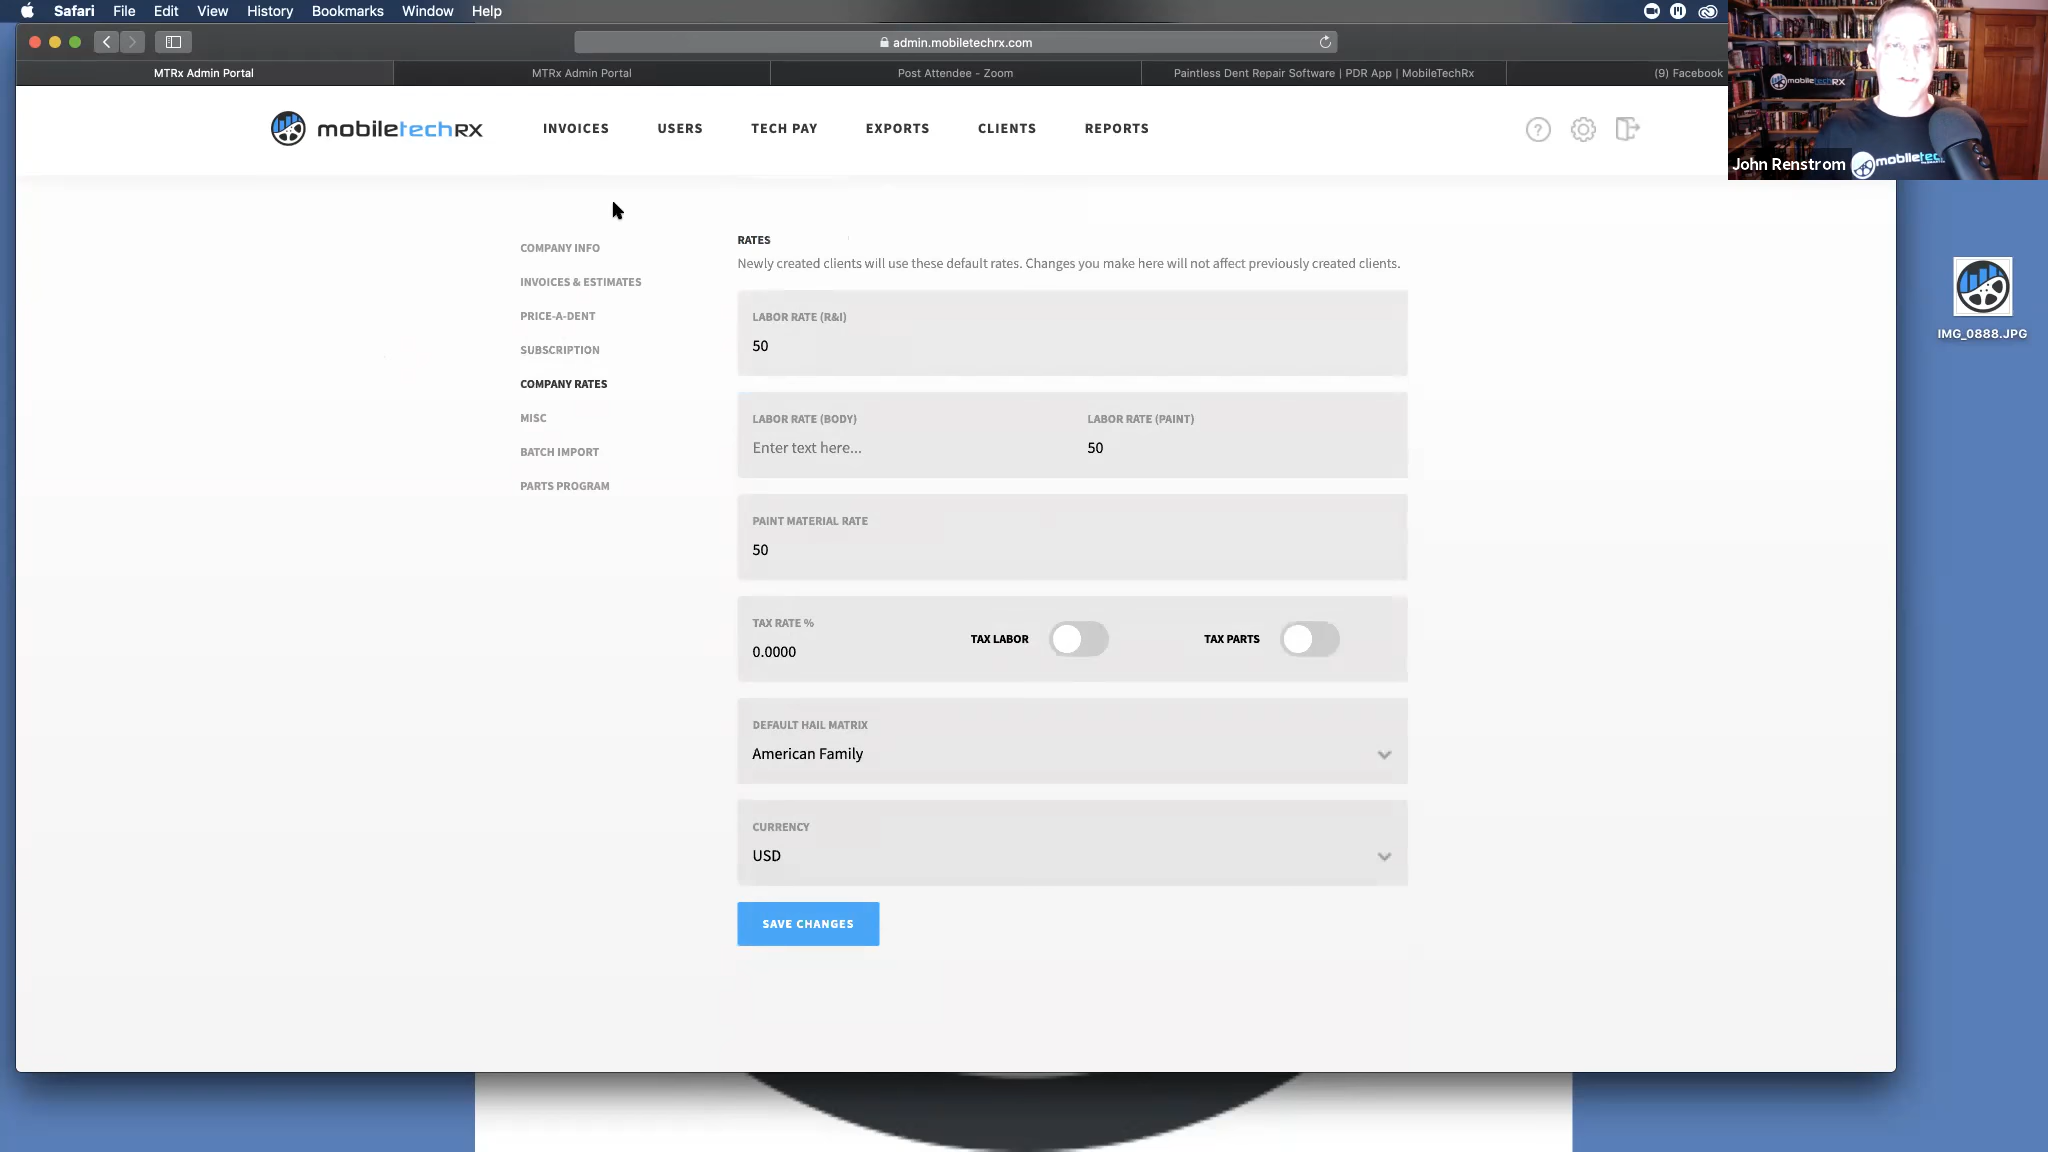 Safari File Edit View History Bookmarks Window Help
admin.mobiletechrx.com
MTRx Admin Portal
MTRx Admin Portal
Post Attendee - Zoom
Paintless Dent Repair Software | PDR App | MobileTechRx
(9) Facebook
mobiletechRX
INVOICES
USERS
TECH PAY
EXPORTS
CLIENTS
REPORTS
?
mobiletechRX
John Renstrom
mobiletec
COMPANY INFO
INVOICES & ESTIMATES
PRICE-A-DENT
SUBSCRIPTION
COMPANY RATES
MISC
BATCH IMPORT
PARTS PROGRAM
RATES
Newly created clients will use these default rates. Changes you make here will not affect previously created clients.
LABOR RATE (R&I)
50
LABOR RATE (BODY)
Enter text here...
LABOR RATE (PAINT)
50
PAINT MATERIAL RATE
50
TAX RATE %
0.0000
TAX LABOR
TAX PARTS
DEFAULT HAIL MATRIX
American Family
CURRENCY
USD
SAVE CHANGES
IMG_0888.JPG